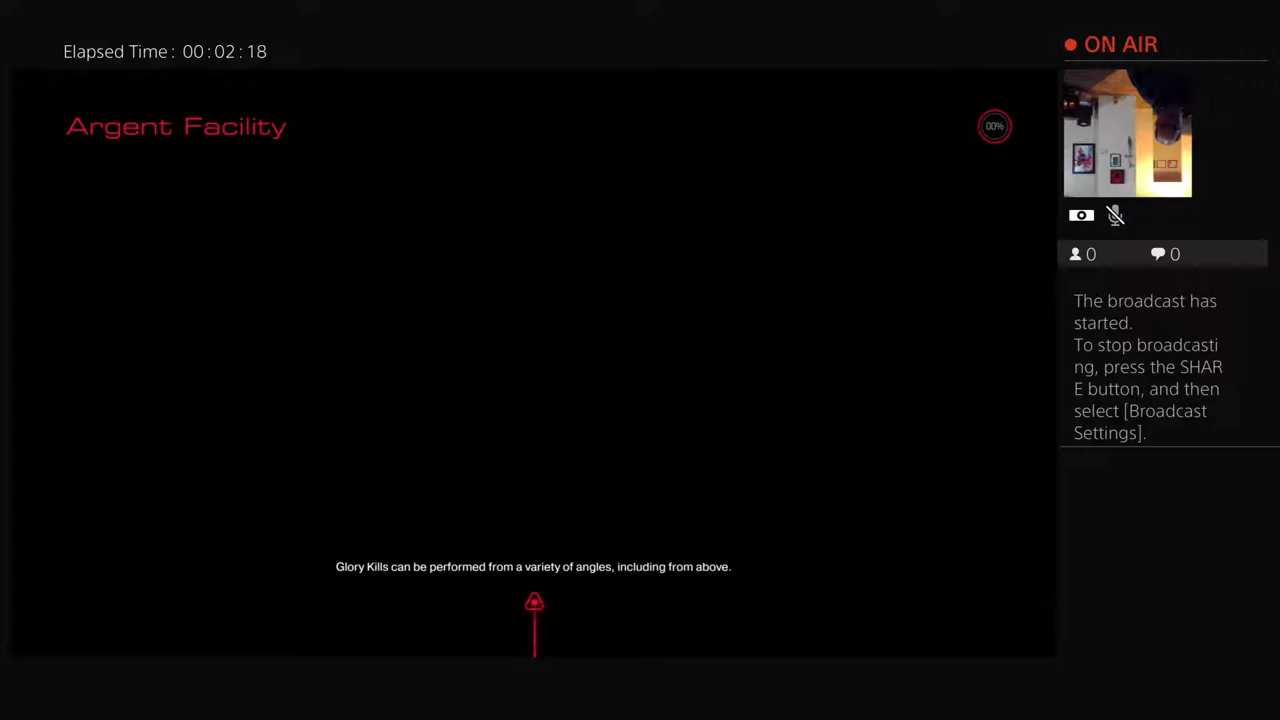 Elapsed Time: 00:02:18
ON AIR
Argent Facility
00%
0
0
The broadcast has
started.
To stop broadcasti
ng, press the SHAR
E button, and then
select [Broadcast
Settings].
Glory Kills can be performed from a variety of angles, including from above.